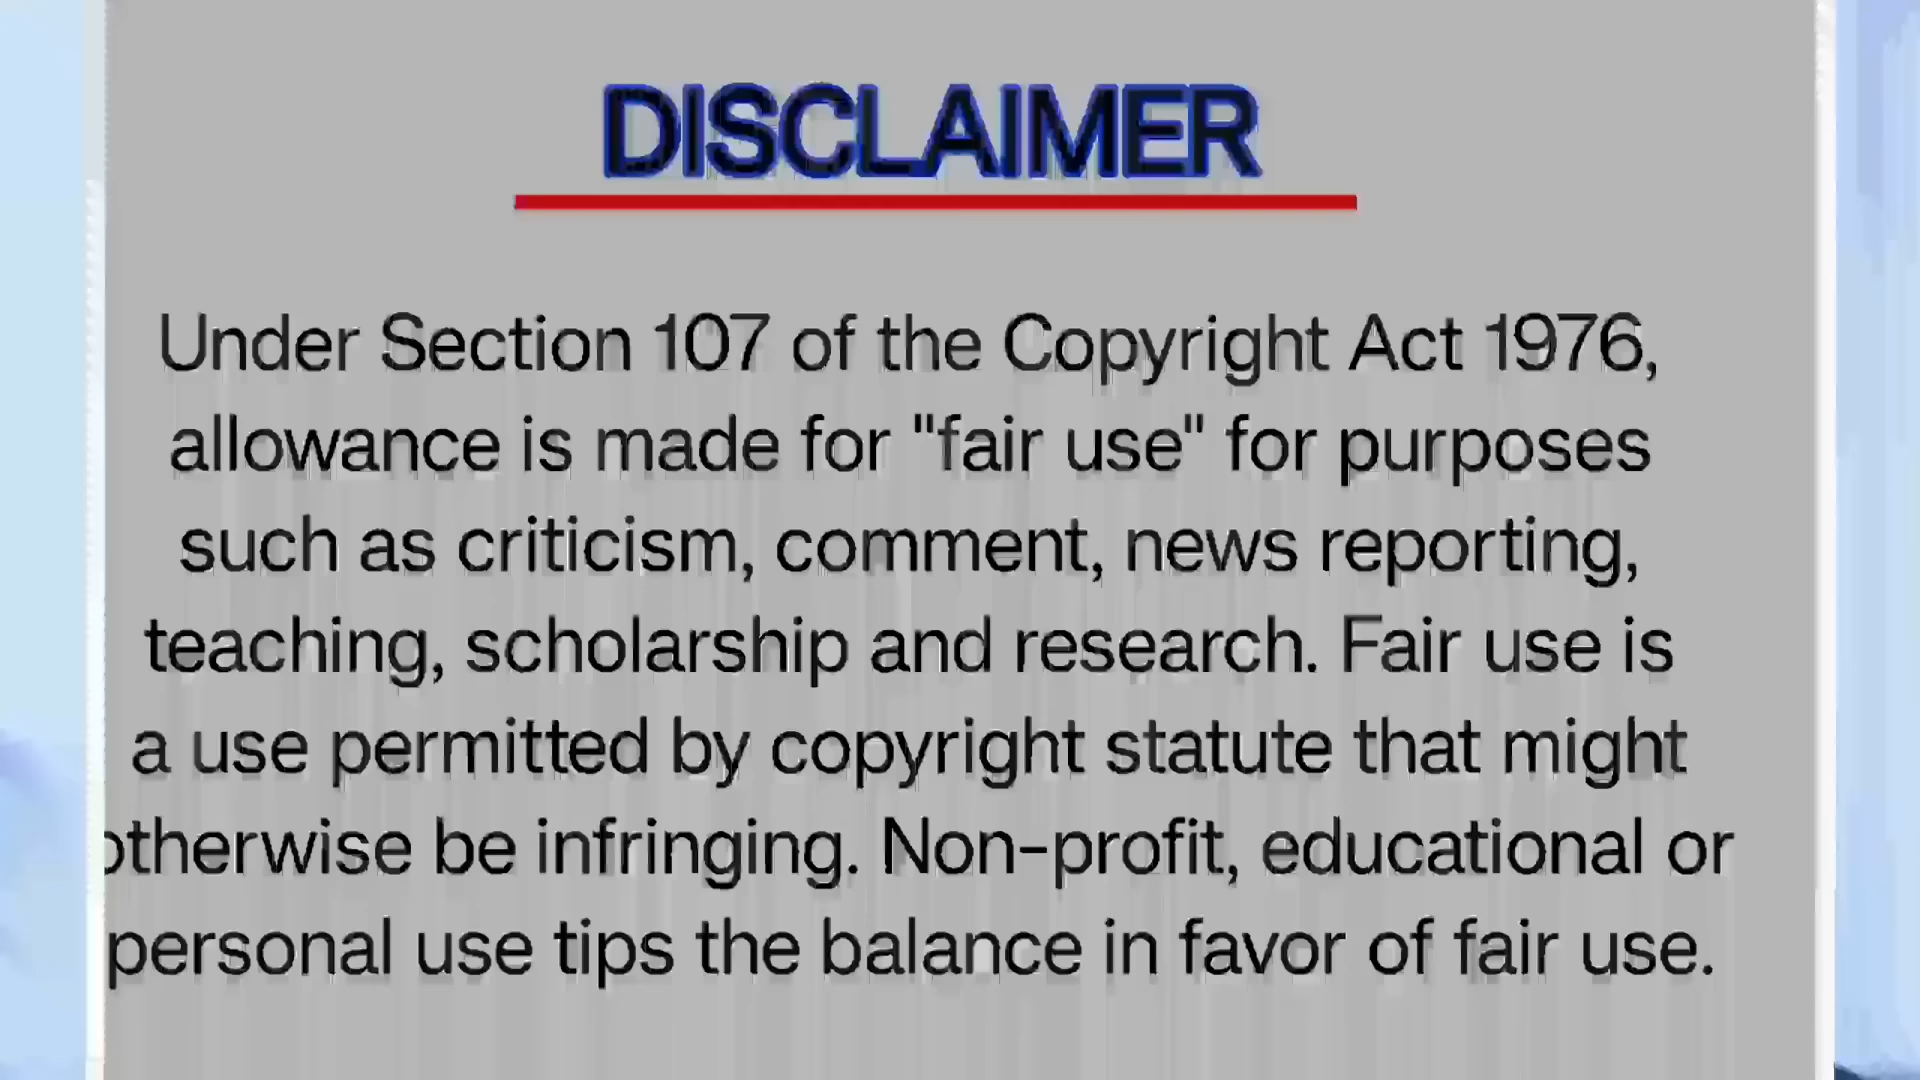 DISCLAIMER
Under Section 107 of the Copyright Act 1976,
allowance is made for "fair use" for purposes
such as criticism, comment, news reporting,
teaching, scholarship and research. Fair use is
a use permitted by copyright statute that might
otherwise be infringing. Non-profit, educational or
personal use tips the balance in favor of fair use.